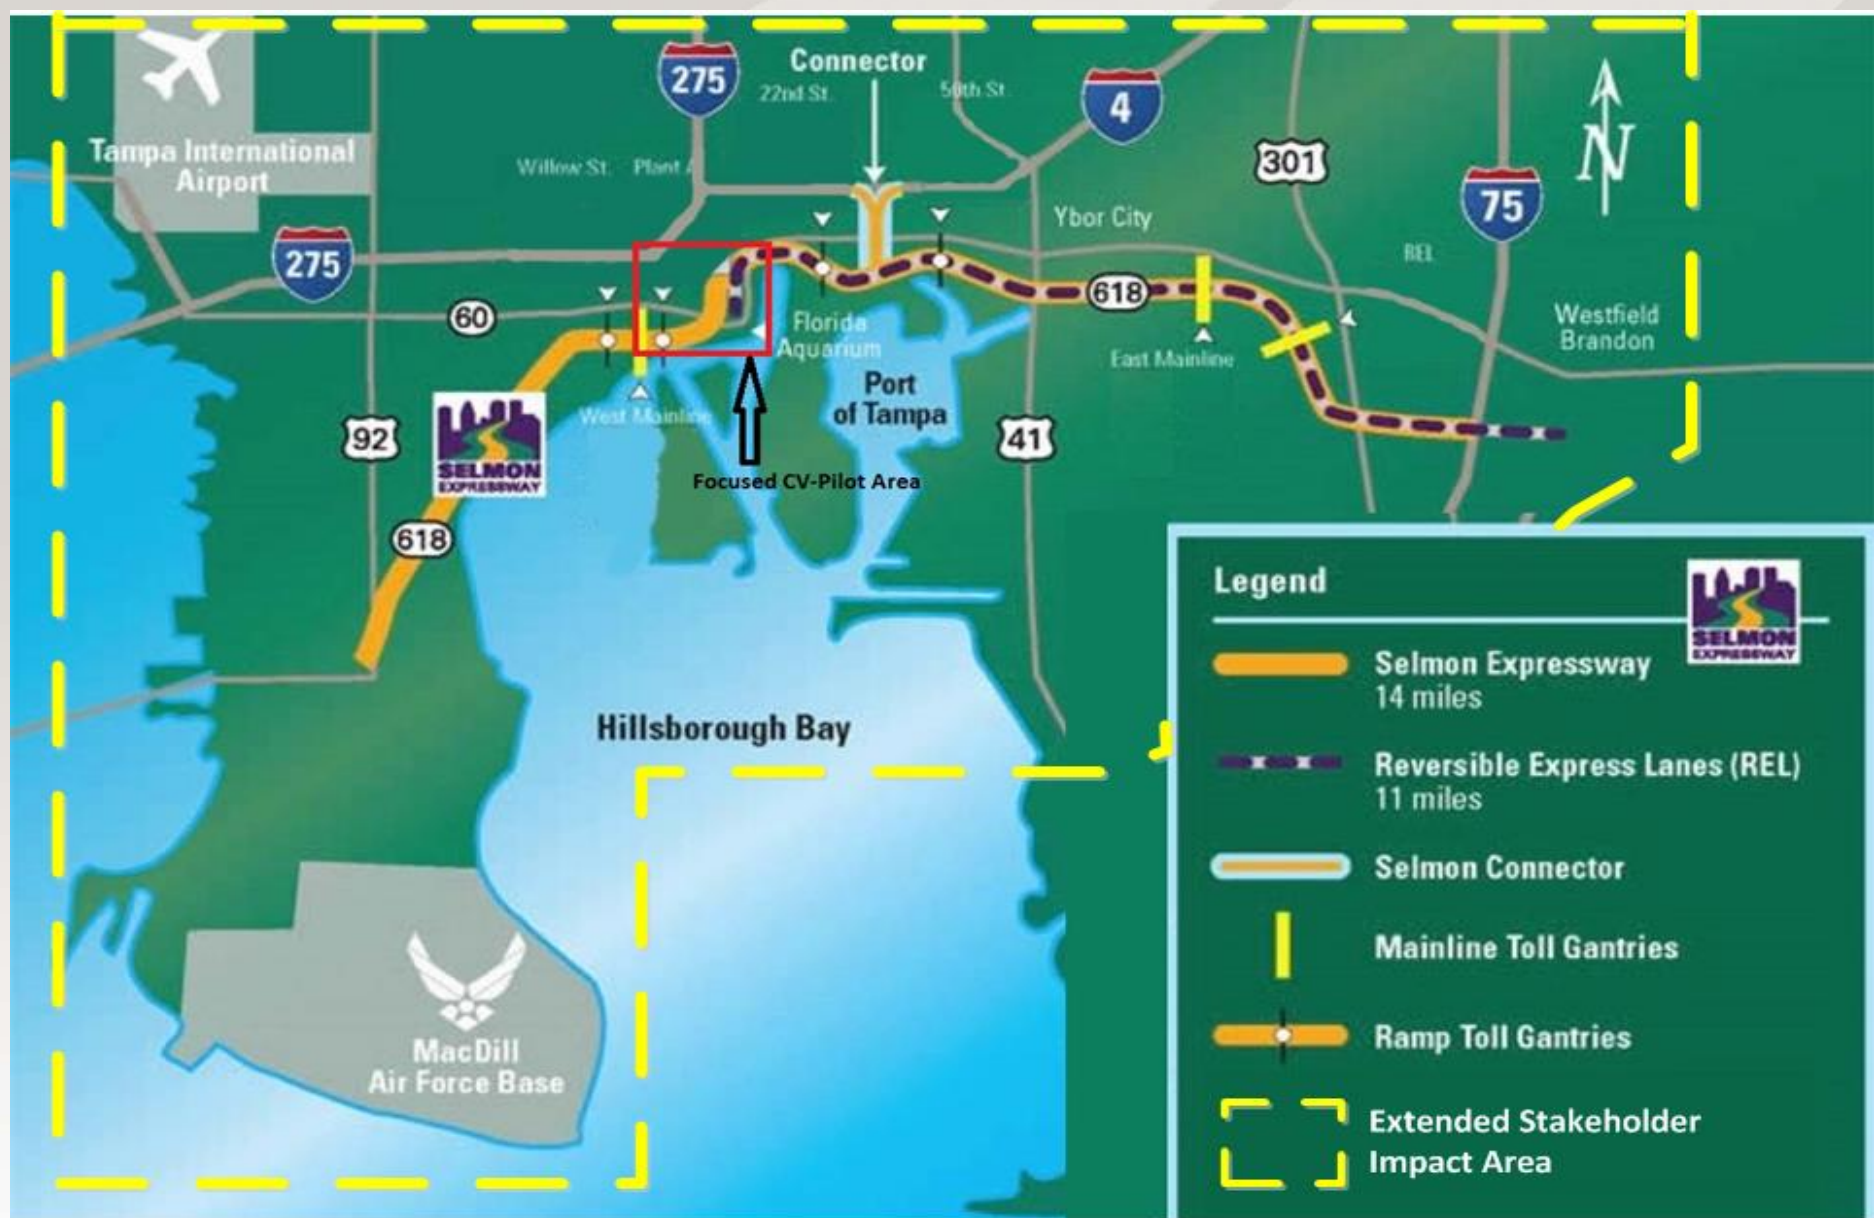 Connector
275
22nd St.
50th St.
4
Tampa International
Airport
Willow St.
Plant
301
N
75
Ybor City
275
REL
618
60
Florida
Aquarium
Westfield
Brandon
East Mainline
Port
of Tampa
West Mainline
92
SELMON
EXPRESSWAY
41
Focused CV-Pilot Area
618
Hillsborough Bay
MacDill
Air Force Base
Legend
SELMON
EXPRESSWAY
Selmon Expressway
14 miles
Reversible Express Lanes (REL)
11 miles
Selmon Connector
Mainline Toll Gantries
Ramp Toll Gantries
Extended Stakeholder
Impact Area